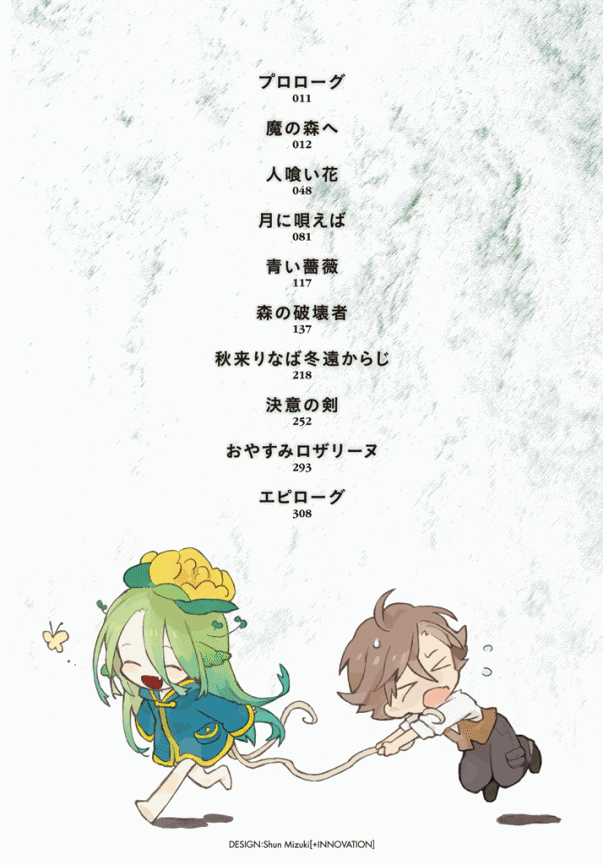 プロローグ
011
魔の森へ
012
人喰い花
048
月に唄えば
081
青い薔薇
117
森の破壊者
137
秋来りなば冬遠からじ
218
決意の剣
252
おやすみロザリーヌ
293
エピローグ
308
DESIGN:Shun Mizuki[+INNOVATION]